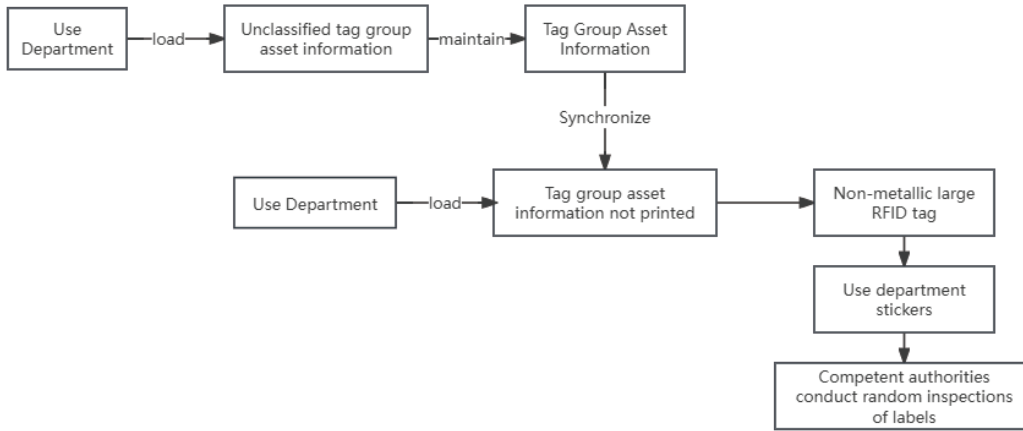 Use
Department
load
Unclassified tag group
asset information
maintain
Tag Group Asset
Information
Synchronize
Use Department
load
Tag group asset
information not printed
Non-metallic large
RFID tag
Use department
stickers
Competent authorities
conduct random inspections
of labels